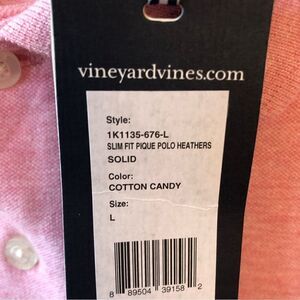 vineyardvines.com
Style:
1K1135-676-L
SLIM FIT PIQUE POLO HEATHERS
SOLID
Color:
COTTON CANDY
Size:
L
8 89504 39158 2